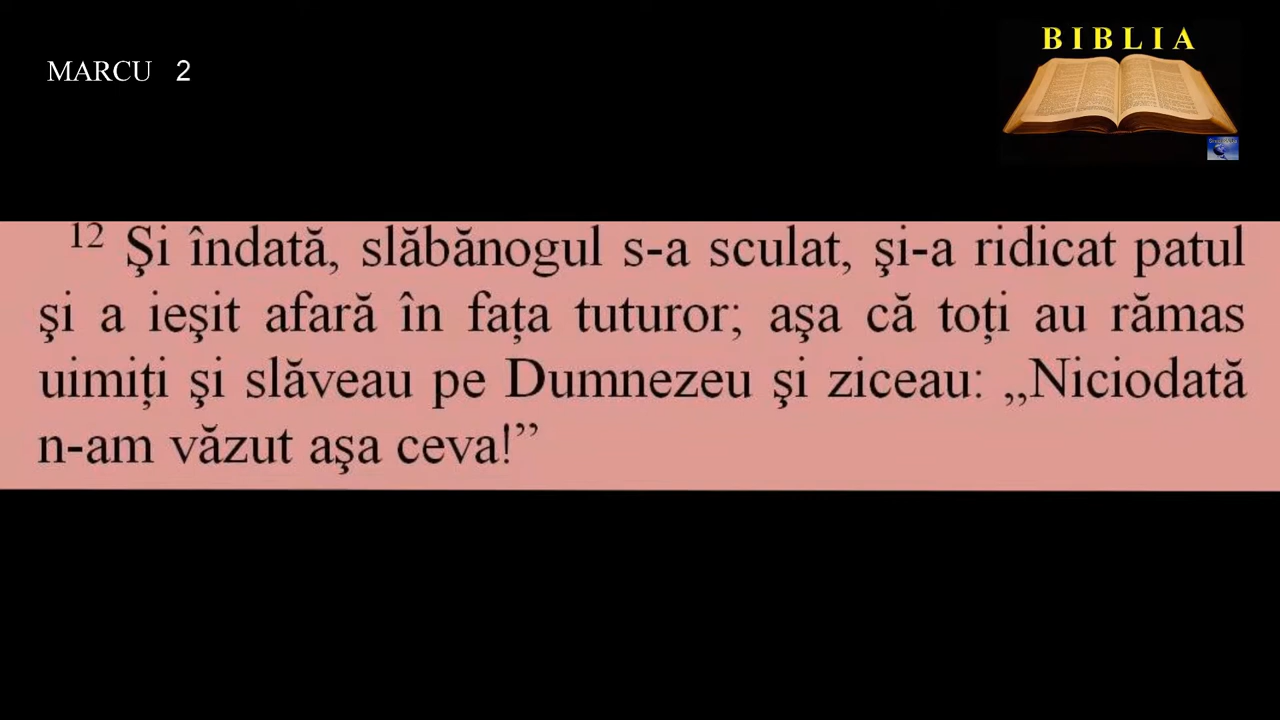 BIBLIA
MARCU 2
12 Şi îndată, slăbănogul s-a sculat, şi-a ridicat patul
şi a ieşit afară în faţa tuturor; aşa că toţi au rămas
uimiţi şi slăveau pe Dumnezeu şi ziceau: „Niciodată
n-am văzut aşa ceva!”